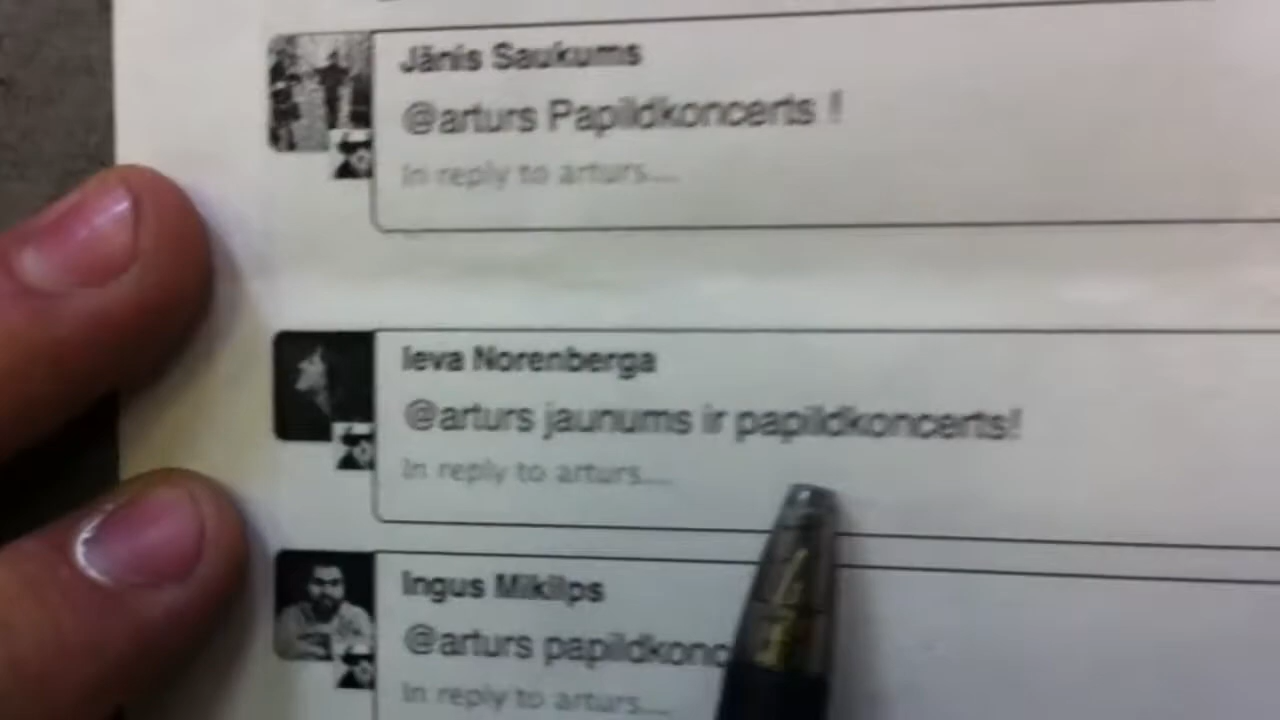 Jānis Saukums
@arturs Papildkoncerts !
In reply to arturs....
Ieva Norenberga
@arturs jaunums ir papildkoncerts!
In reply to arturs....
Ingus Mikilps
@arturs papildkonc
In reply to arturs....